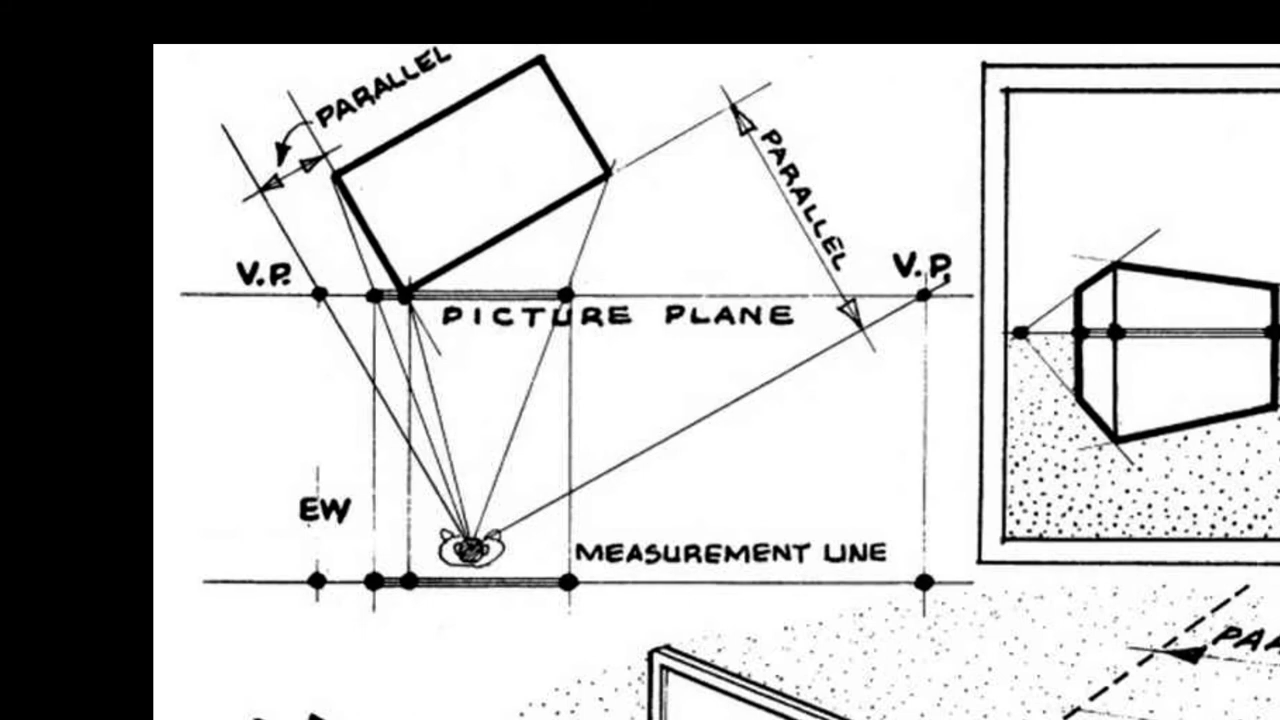 PARALLEL
PARALLEL
V.P.
V.P.
PICTURE PLANE
EW
MEASUREMENT LINE